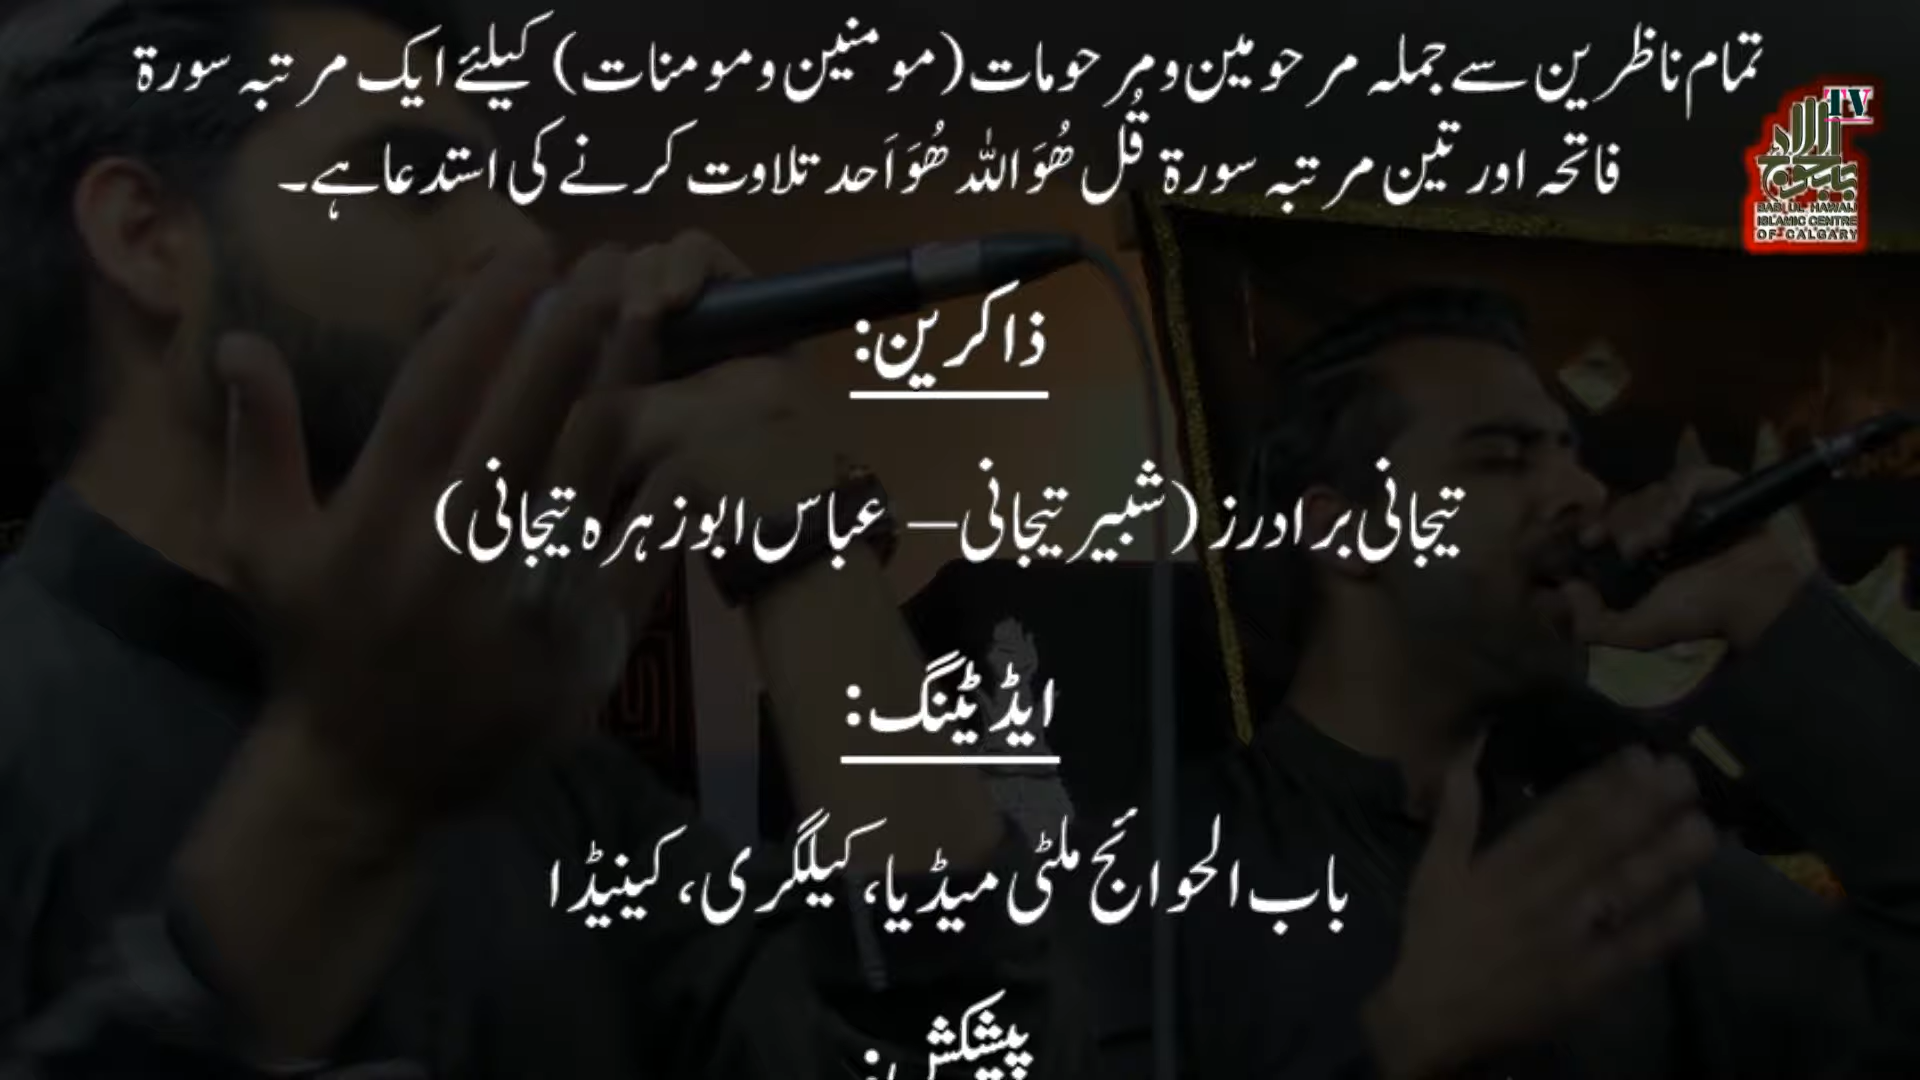 تمام ناظرین سے جملہ مرحومین و مرحومات (مومنین و مومنات) کیلئے ایک مرتبہ سورۃ
فاتحہ اور تین مرتبہ سورۃ قُل ھُوَ اللہ ھُوَ اَحد تلاوت کرنے کی استدعا ہے۔
TV
BABUL HAWAIJ
ISLAMIC CENTRE
OF CALGARY
ذاکرین:
تیجانی برادرز (شبیر تیجانی – عباس ابوزہرہ تیجانی)
ایڈیٹنگ:
باب الحوائج ملٹی میڈیا، کیلگری، کینیڈا
پیشکش: